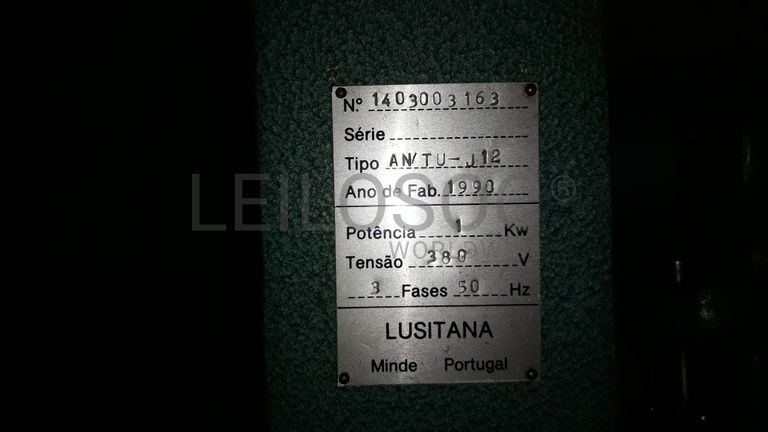 Nº 1403003163
Série
Tipo AN/TU-J12
Ano de Fab. 1990
LEILOSOC ®
Potência 1 Kw
WORLDWIDE
Tensão 380 V
3 Fases 50 Hz
LUSITANA
Minde Portugal